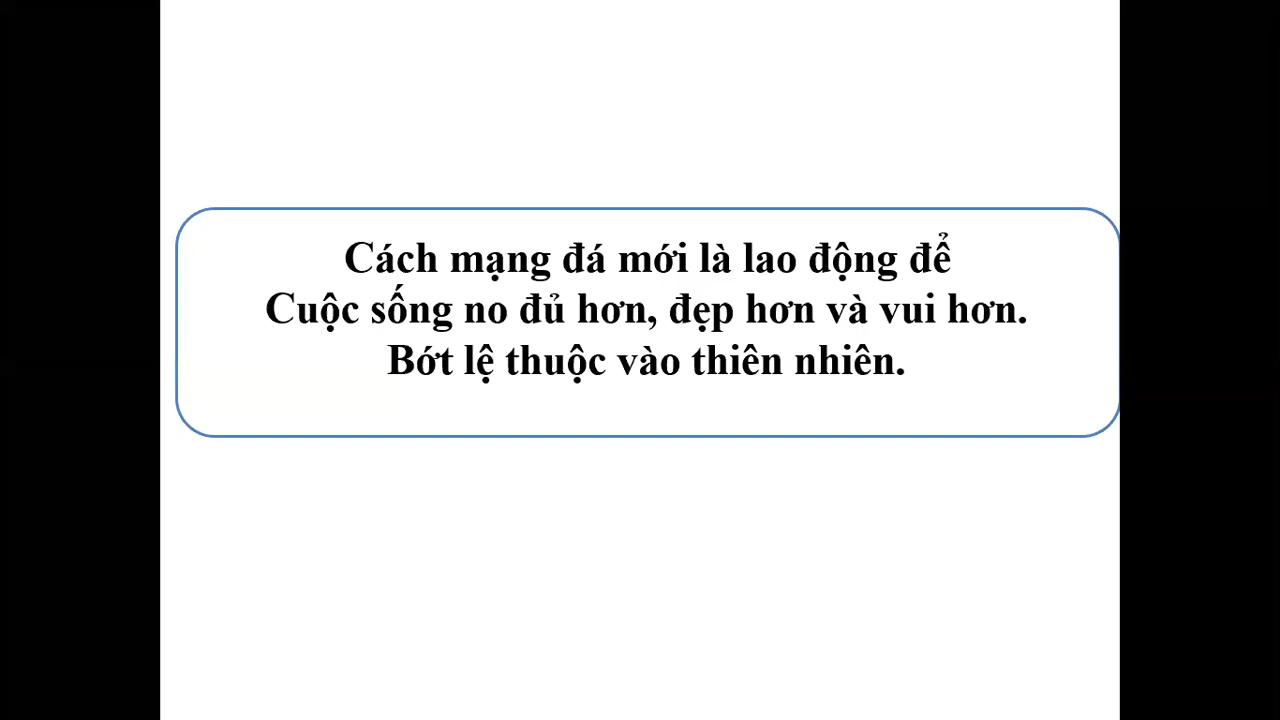 Cách mạng đá mới là lao động để
Cuộc sống no đủ hơn, đẹp hơn và vui hơn.
Bớt lệ thuộc vào thiên nhiên.